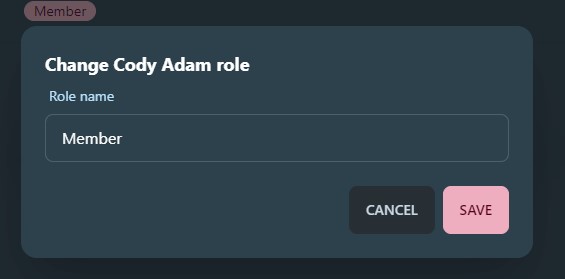 Member
Change Cody Adam role
Role name
Member
CANCEL
SAVE